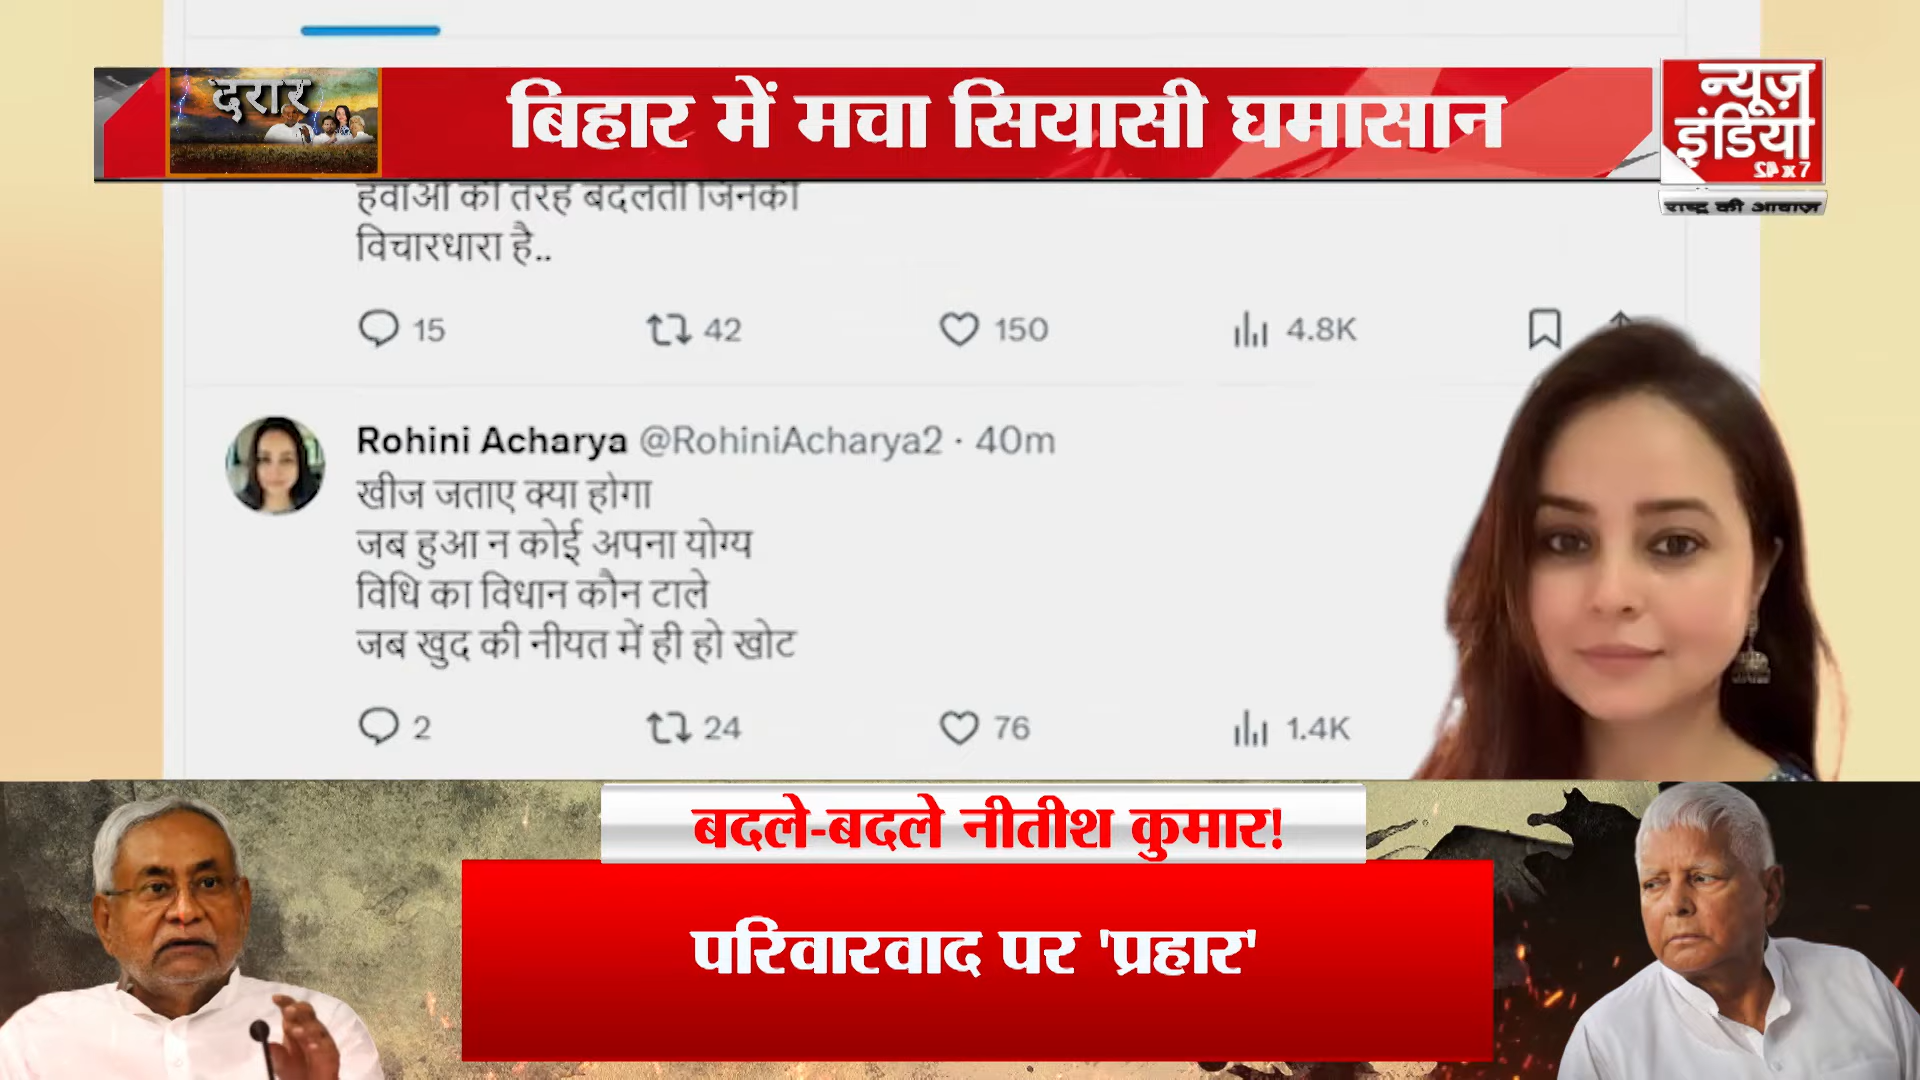 दरार
बिहार में मचा सियासी घमासान
न्यूज़
इंडिया
24x7
राष्ट्र की आवाज़
हवाओं की तरह बदलती जिनकी
विचारधारा है..
15 42 150 4.8K
Rohini Acharya @RohiniAcharya2 · 40m
खीज जताए क्या होगा
जब हुआ न कोई अपना योग्य
विधि का विधान कौन टाले
जब खुद की नीयत में ही हो खोट
2 24 76 1.4K
बदले-बदले नीतीश कुमार!
परिवारवाद पर 'प्रहार'